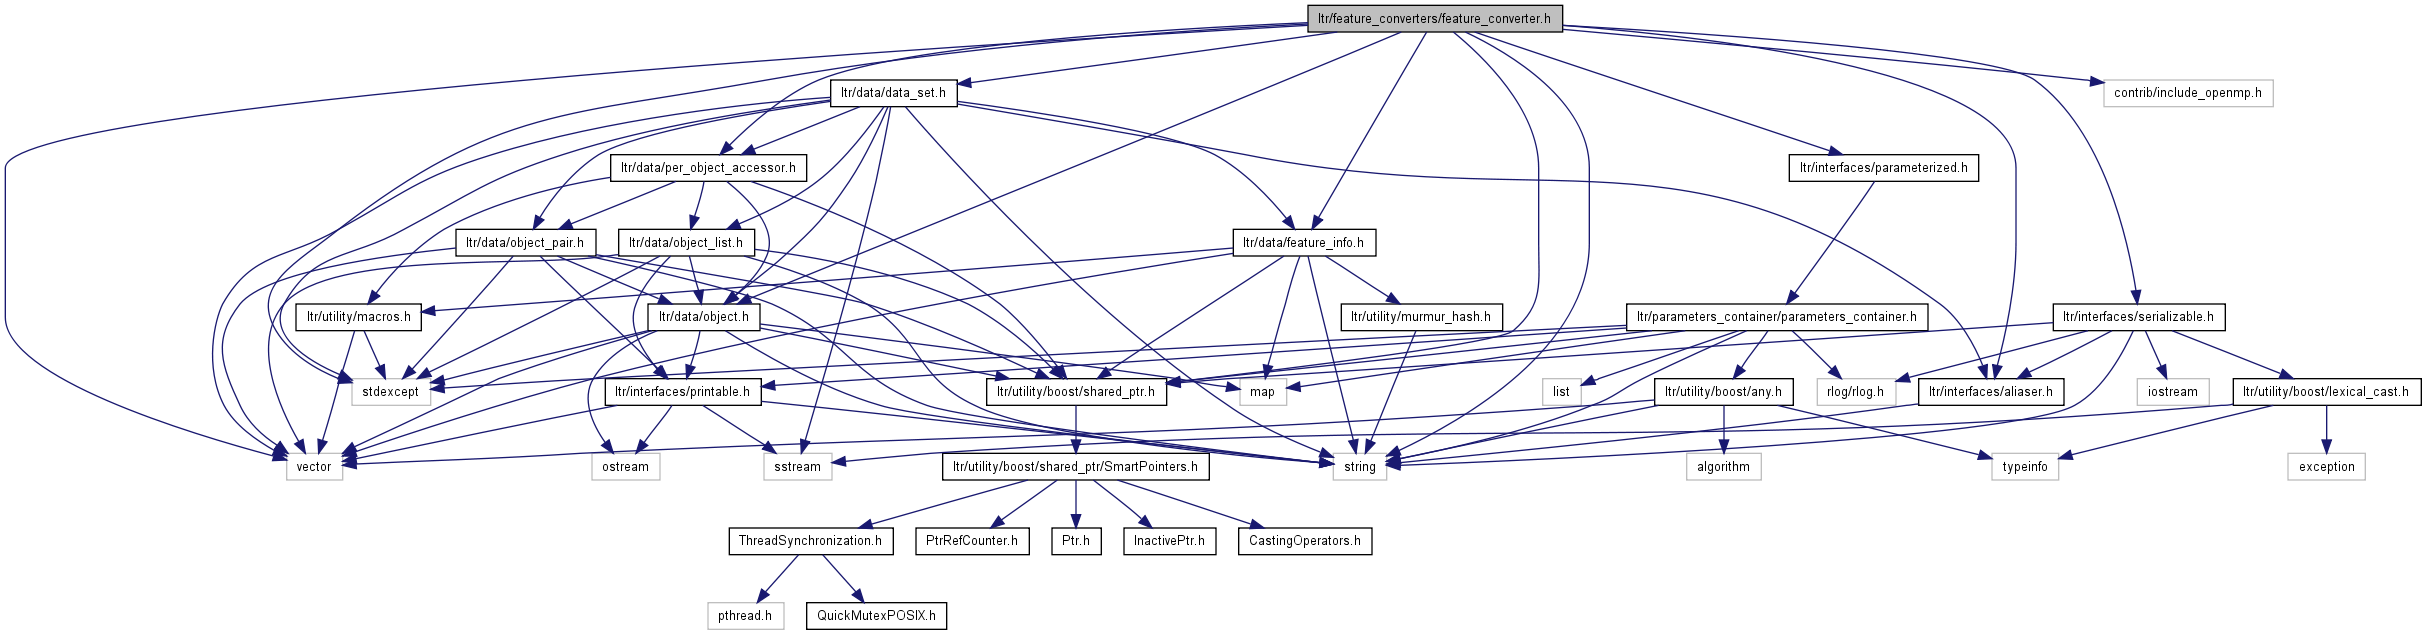 ltr/feature_converters/feature_converter.h
ltr/data/data_set.h
contrib/include_openmp.h
ltr/data/per_object_accessor.h
ltr/interfaces/parameterized.h
ltr/data/object_pair.h
ltr/data/object_list.h
ltr/data/feature_info.h
ltr/utility/macros.h
ltr/data/object.h
ltr/utility/murmur_hash.h
ltr/parameters_container/parameters_container.h
ltr/interfaces/serializable.h
stdexcept
ltr/interfaces/printable.h
ltr/utility/boost/shared_ptr.h
map
list
ltr/utility/boost/any.h
rlog/rlog.h
ltr/interfaces/aliaser.h
iostream
ltr/utility/boost/lexical_cast.h
vector
ostream
sstream
ltr/utility/boost/shared_ptr/SmartPointers.h
string
algorithm
typeinfo
exception
ThreadSynchronization.h
PtrRefCounter.h
Ptr.h
InactivePtr.h
CastingOperators.h
pthread.h
QuickMutexPOSIX.h